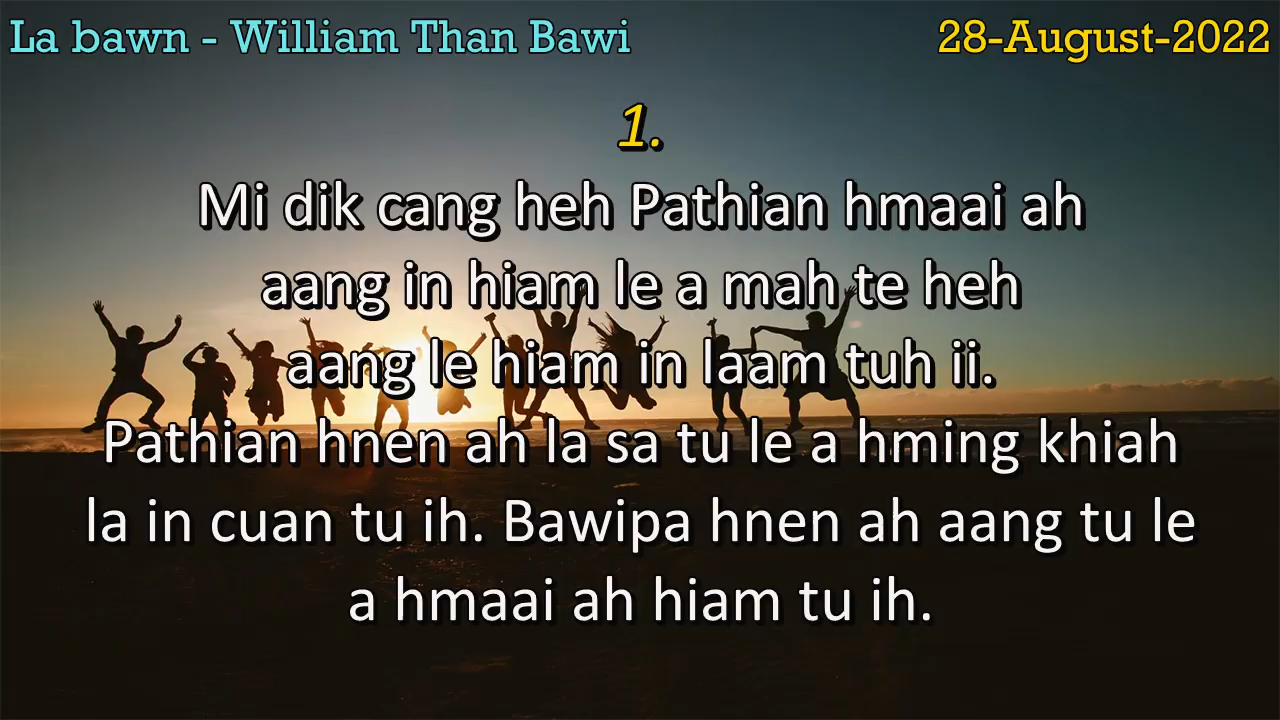 La bawn - William Than Bawi
28-August-2022
1.
Mi dik cang heh Pathian hmaai ah
aang in hiam le a mah te heh
aang le hiam in laam tuh ii.
Pathian hnen ah la sa tu le a hming khiah
la in cuan tu ih. Bawipa hnen ah aang tu le
a hmaai ah hiam tu ih.